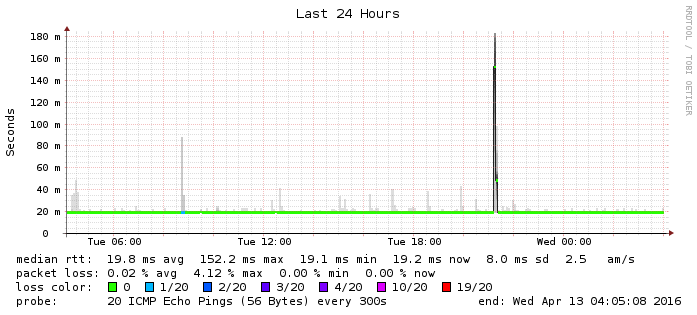 Last 24 Hours
RRDTOOL / TOBI OETIKER
Seconds
180 m
160 m
140 m
120 m
100 m
80 m
60 m
40 m
20 m
0
Tue 06:00 Tue 12:00 Tue 18:00 Wed 00:00
median rtt: 19.8 ms avg 152.2 ms max 19.1 ms min 19.2 ms now 8.0 ms sd 2.5 am/s
packet loss: 0.02 % avg 4.12 % max 0.00 % min 0.00 % now
loss color: 0 1/20 2/20 3/20 4/20 10/20 19/20
probe: 20 ICMP Echo Pings (56 Bytes) every 300s end: Wed Apr 13 04:05:08 2016